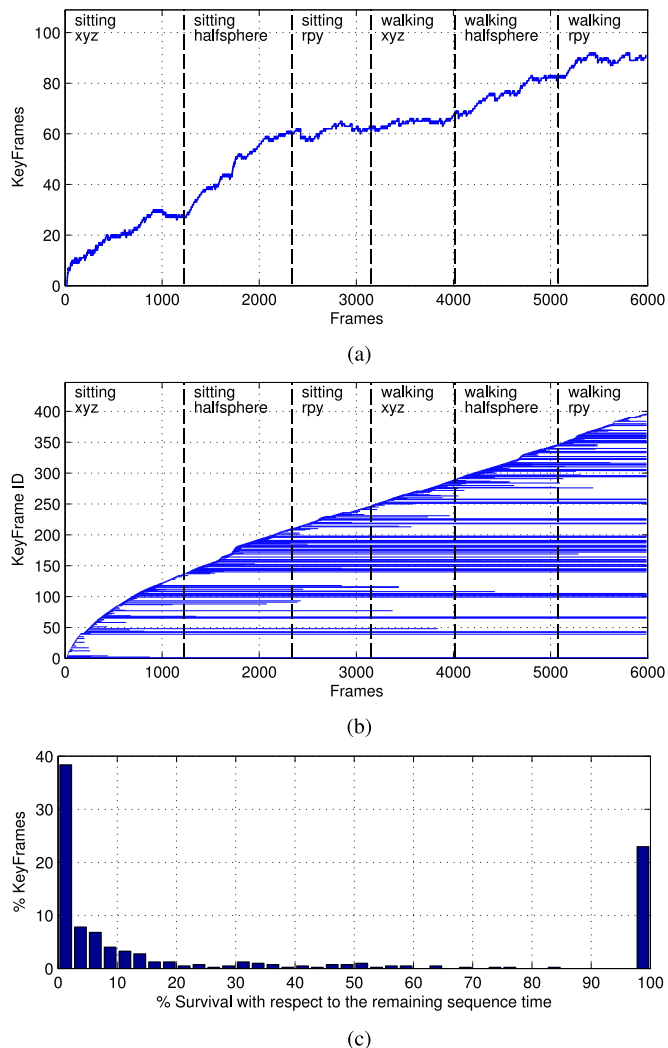 sitting xyz
sitting halfsphere
sitting rpy
walking xyz
walking halfsphere
walking rpy
100
80
60
40
20
0
KeyFrames
0 1000 2000 3000 4000 5000 6000
Frames
(a)
sitting xyz
sitting halfsphere
sitting rpy
walking xyz
walking halfsphere
walking rpy
400
350
300
250
200
150
100
50
0
KeyFrame ID
0 1000 2000 3000 4000 5000 6000
Frames
(b)
40
30
20
10
0
% KeyFrames
0 10 20 30 40 50 60 70 80 90 100
% Survival with respect to the remaining sequence time
(c)